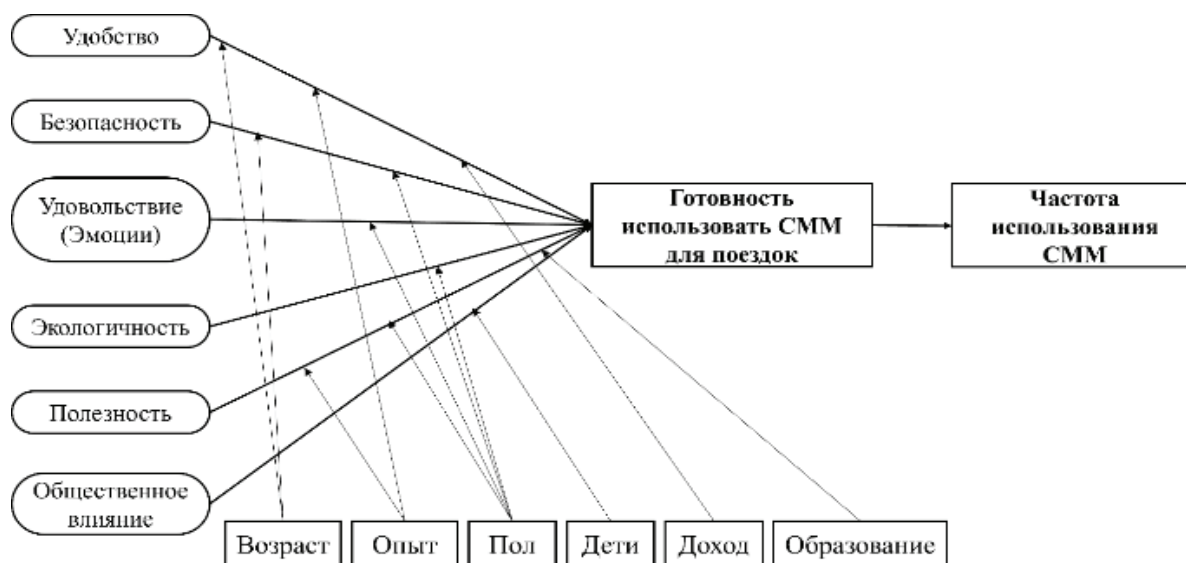 Удобство
Безопасность
Удовольствие
(Эмоции)
Экологичность
Полезность
Общественное
влияние
Готовность
использовать СММ
для поездок
Частота
использования
СММ
Возраст
Опыт
Пол
Дети
Доход
Образование